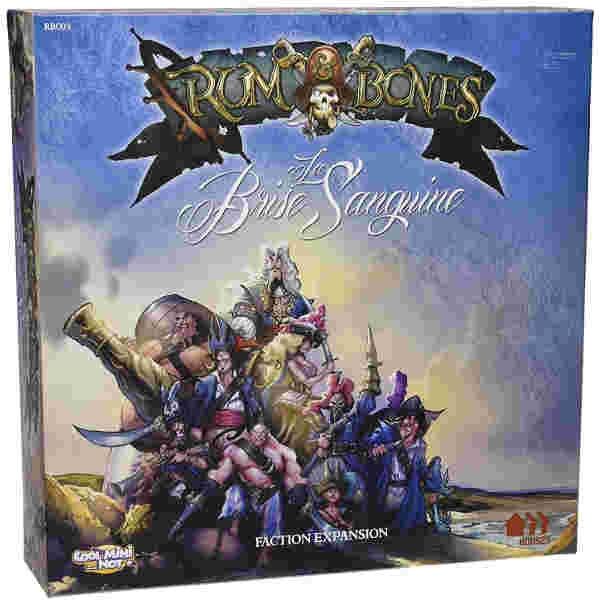 RB003
RUM & BONES
La
Brise Sanguine
FACTION EXPANSION
COOL MINI
OR NOT